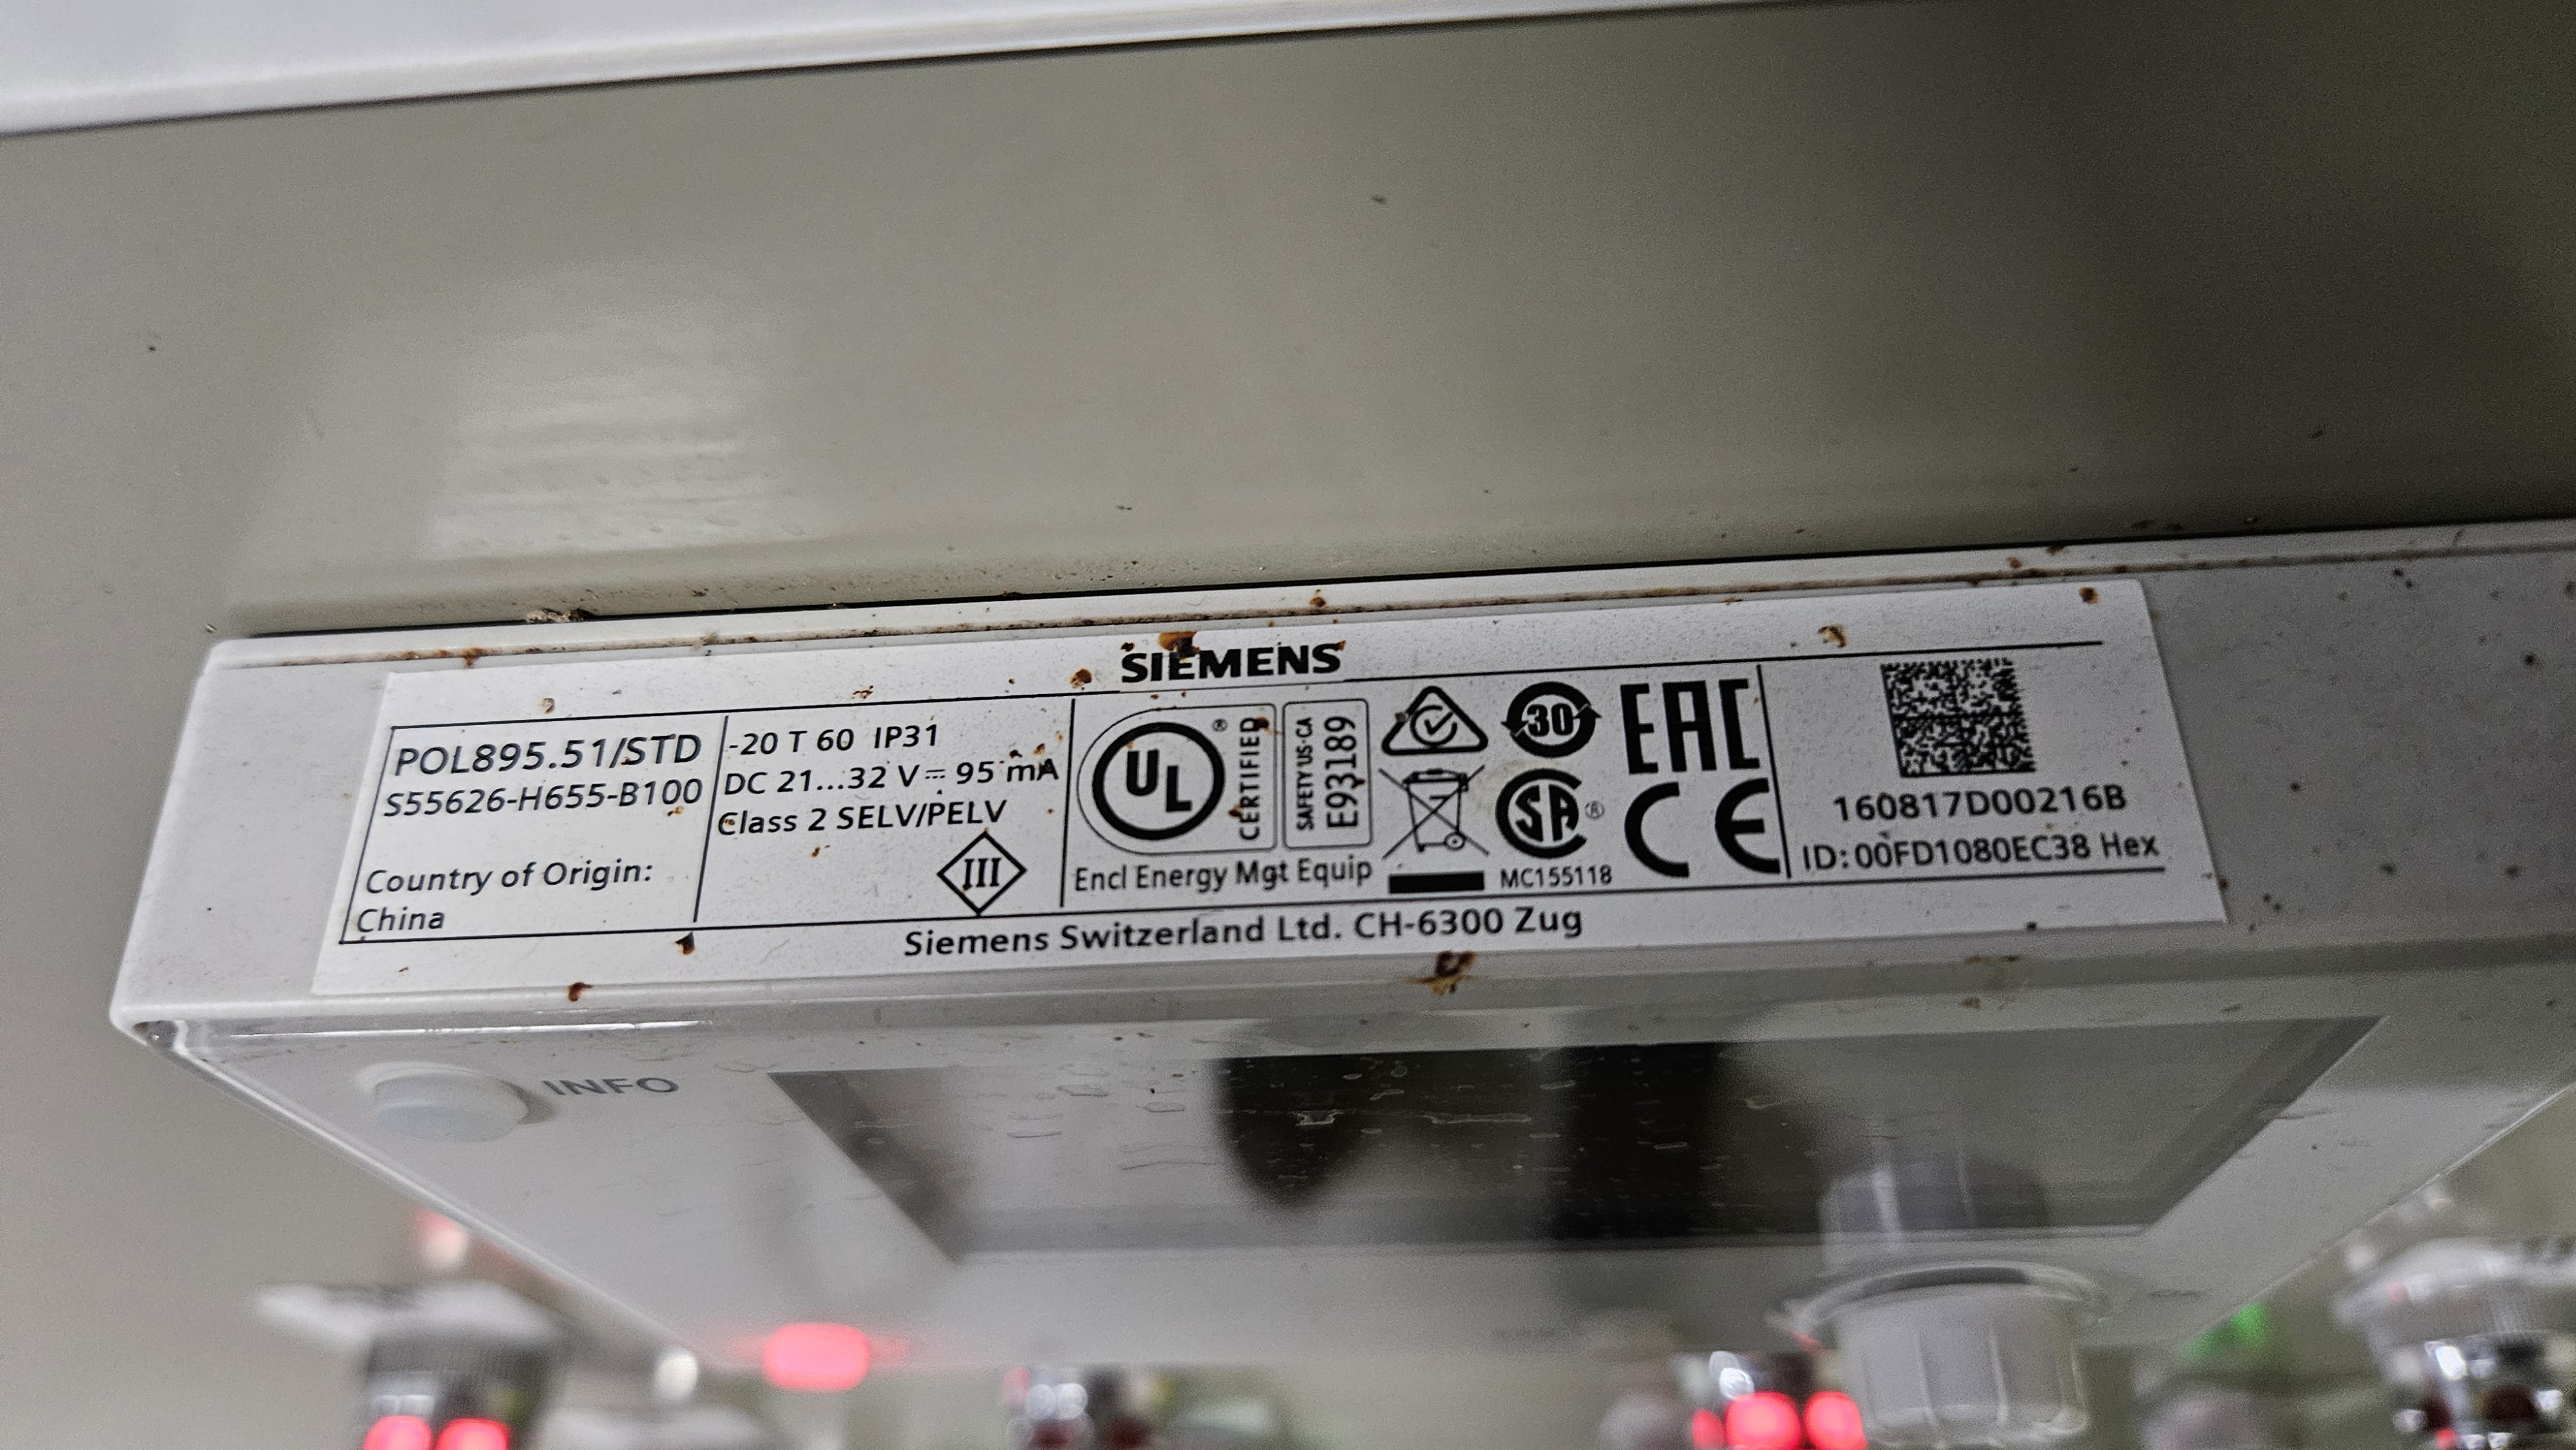 SIEMENS
POL895.51/STD
S55626-H655-B100
Country of Origin:
China
-20 T 60 IP31
DC 21...32 V⎓ 95 mA
Class 2 SELV/PELV
III
UL ®
CERTIFIED
SAFETY US·CA
E93189
Encl Energy Mgt Equip
30
SA ®
MC155118
EAC
CE
160817D00216B
ID:00FD1080EC38 Hex
Siemens Switzerland Ltd. CH-6300 Zug
INFO